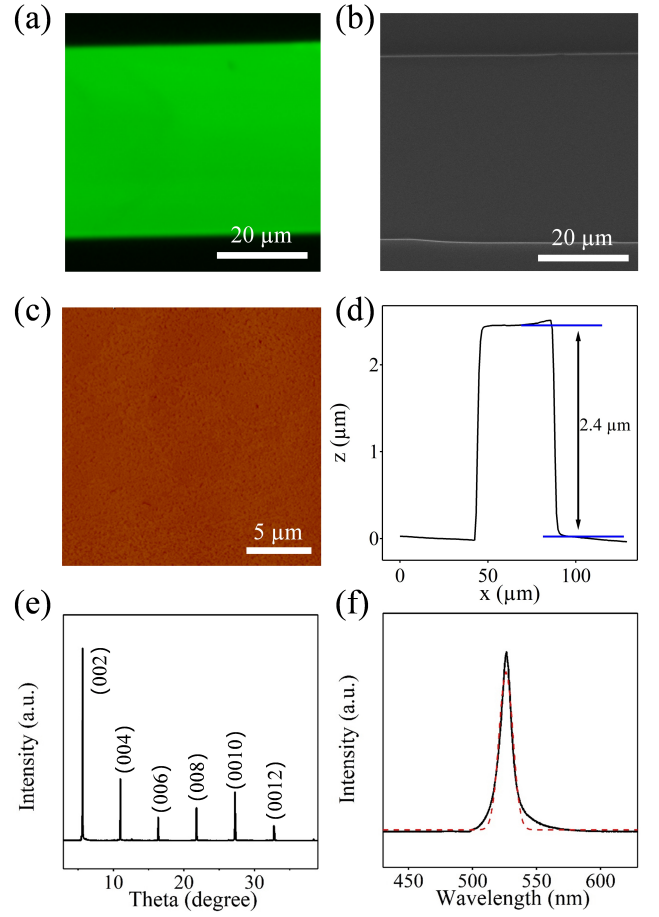 (a)
(b)
20 µm
20 µm
(c)
(d)
5 µm
2
1
0
z (µm)
2.4 µm
0
50
100
x (µm)
(e)
(f)
Intensity (a.u.)
(002)
(004)
(006)
(008)
(0010)
(0012)
10
20
30
Theta (degree)
Intensity (a.u.)
450
500
550
600
Wavelength (nm)